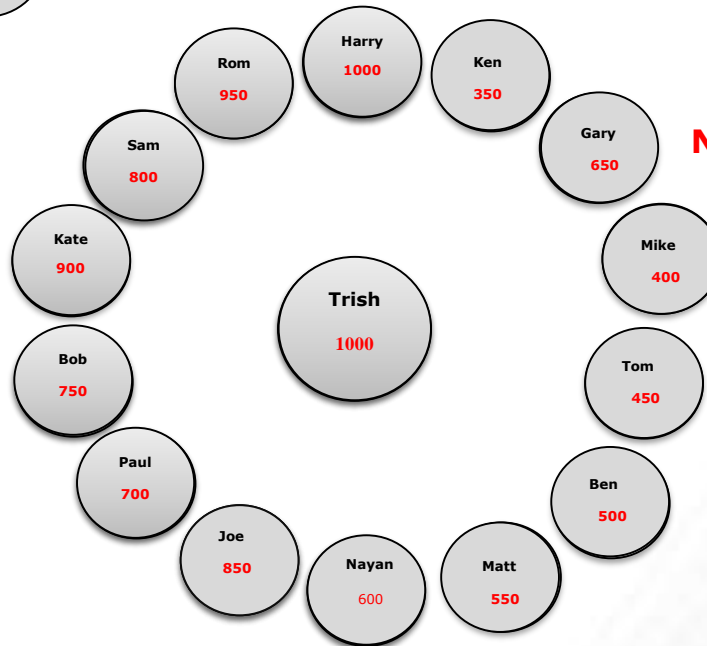 Harry
1000
Ken
350
Rom
950
Gary
650
Sam
800
Mike
400
Kate
900
Trish
1000
Bob
750
Tom
450
Paul
700
Ben
500
Joe
850
Nayan
600
Matt
550